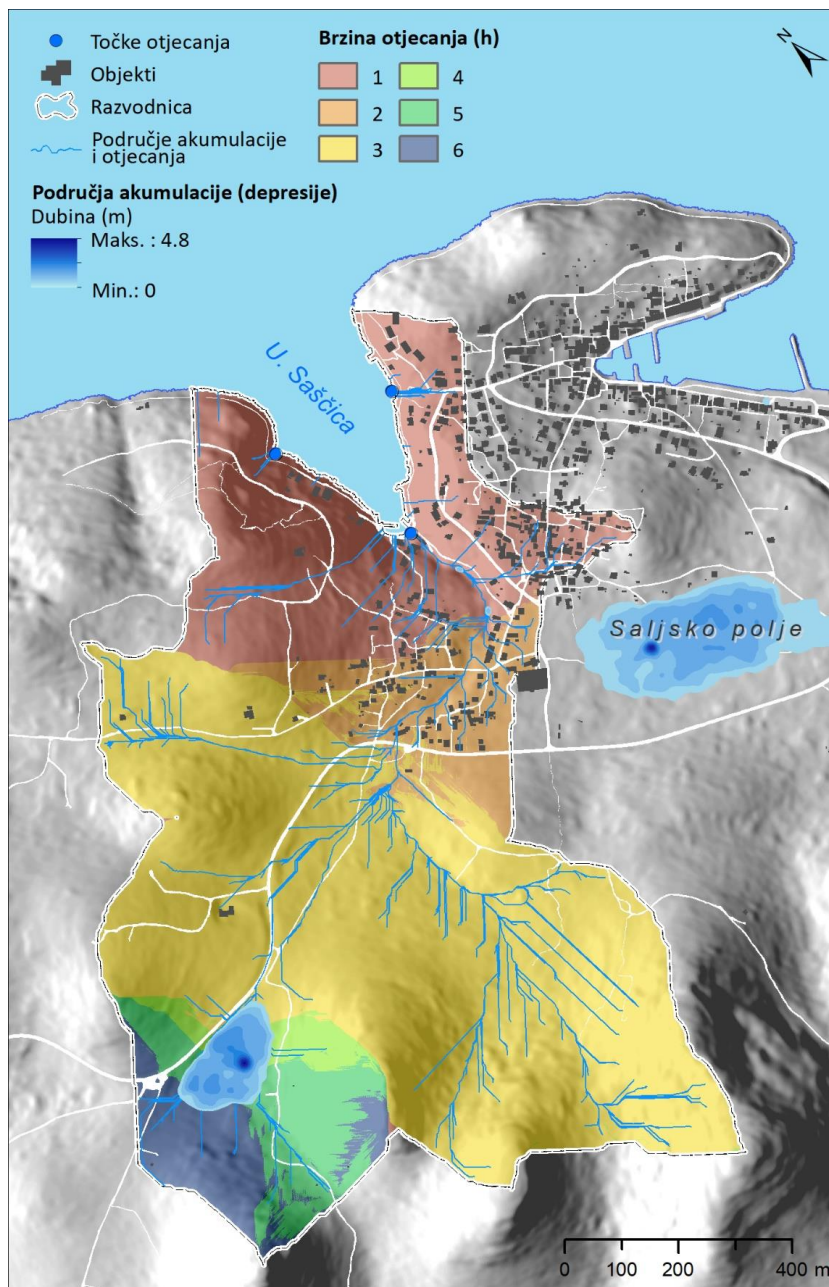 Točke otjecanja
Objekti
Razvodnica
Područje akumulacije
i otjecanja
Područja akumulacije (depresije)
Dubina (m)
Maks. : 4.8
Min.: 0
Brzina otjecanja (h)
1 4
2 5
3 6
N
U. Saščica
Saljsko polje
0 100 200 400 m